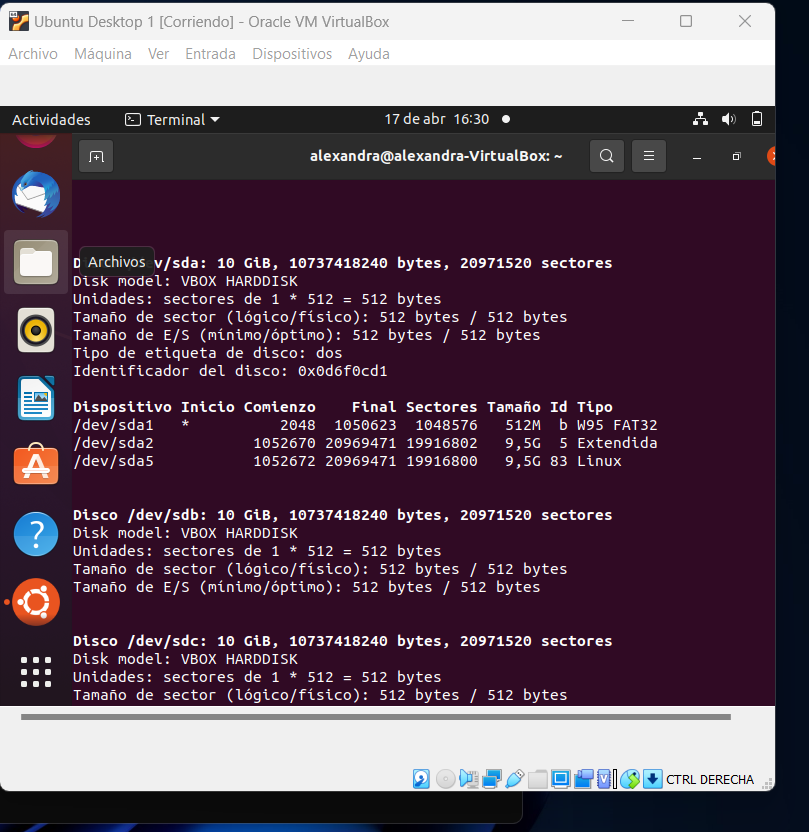 Ubuntu Desktop 1 [Corriendo] - Oracle VM VirtualBox
Archivo Máquina Ver Entrada Dispositivos Ayuda
Actividades Terminal 17 de abr 16:30
alexandra@alexandra-VirtualBox: ~
Archivos
D v/sda: 10 GiB, 10737418240 bytes, 20971520 sectores
Disk model: VBOX HARDDISK
Unidades: sectores de 1 * 512 = 512 bytes
Tamaño de sector (lógico/físico): 512 bytes / 512 bytes
Tamaño de E/S (mínimo/óptimo): 512 bytes / 512 bytes
Tipo de etiqueta de disco: dos
Identificador del disco: 0x0d6f0cd1
Dispositivo Inicio Comienzo Final Sectores Tamaño Id Tipo
/dev/sda1 * 2048 1050623 1048576 512M b W95 FAT32
/dev/sda2 1052670 20969471 19916802 9,5G 5 Extendida
/dev/sda5 1052672 20969471 19916800 9,5G 83 Linux
Disco /dev/sdb: 10 GiB, 10737418240 bytes, 20971520 sectores
Disk model: VBOX HARDDISK
Unidades: sectores de 1 * 512 = 512 bytes
Tamaño de sector (lógico/físico): 512 bytes / 512 bytes
Tamaño de E/S (mínimo/óptimo): 512 bytes / 512 bytes
Disco /dev/sdc: 10 GiB, 10737418240 bytes, 20971520 sectores
Disk model: VBOX HARDDISK
Unidades: sectores de 1 * 512 = 512 bytes
Tamaño de sector (lógico/físico): 512 bytes / 512 bytes
CTRL DERECHA